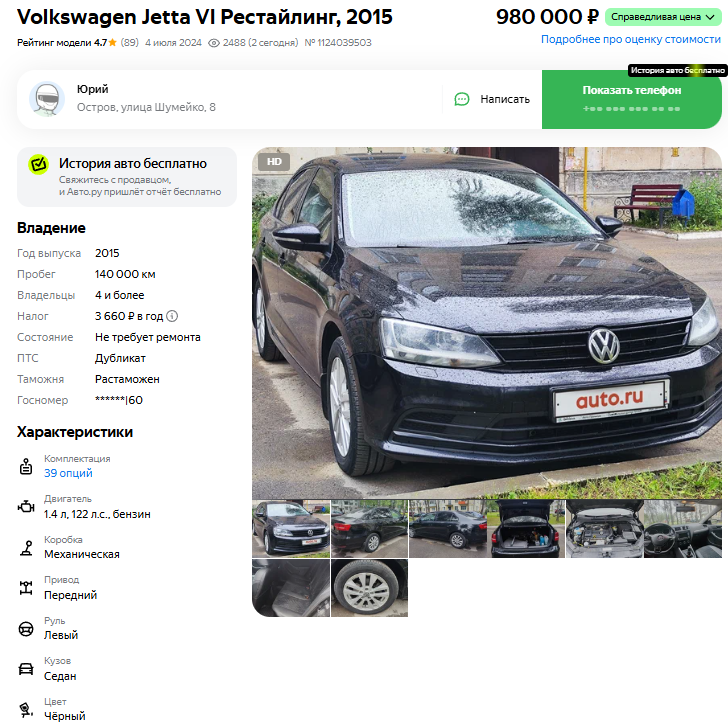 Volkswagen Jetta VI Рестайлинг, 2015
980 000 ₽
Справедливая цена
Рейтинг модели 4.7 (89) 4 июля 2024 2488 (2 сегодня) № 1124039503
Подробнее про оценку стоимости
История авто бесплатно
Юрий
Остров, улица Шумейко, 8
Написать
Показать телефон
История авто бесплатно
Свяжитесь с продавцом,
и Авто.ру пришлёт отчёт бесплатно
HD
Владение
Год выпуска 2015
Пробег 140 000 км
Владельцы 4 и более
Налог 3 660 ₽ в год
Состояние Не требует ремонта
ПТС Дубликат
Таможня Растаможен
Госномер ******|60
auto.ru
Характеристики
Комплектация
39 опций
Двигатель
1.4 л, 122 л.с., бензин
Коробка
Механическая
Привод
Передний
Руль
Левый
Кузов
Седан
Цвет
Чёрный